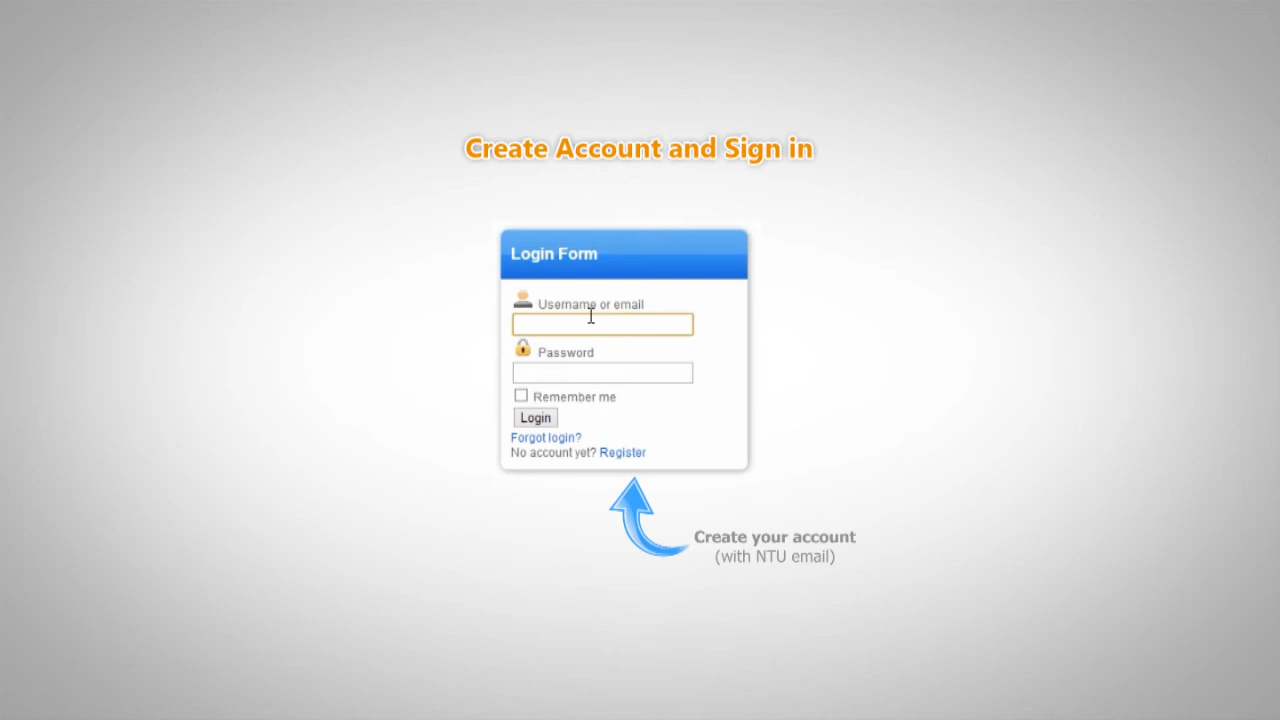 Create Account and Sign in
Login Form
Username or email
Password
Remember me
Login
Forgot login?
No account yet? Register
Create your account
(with NTU email)